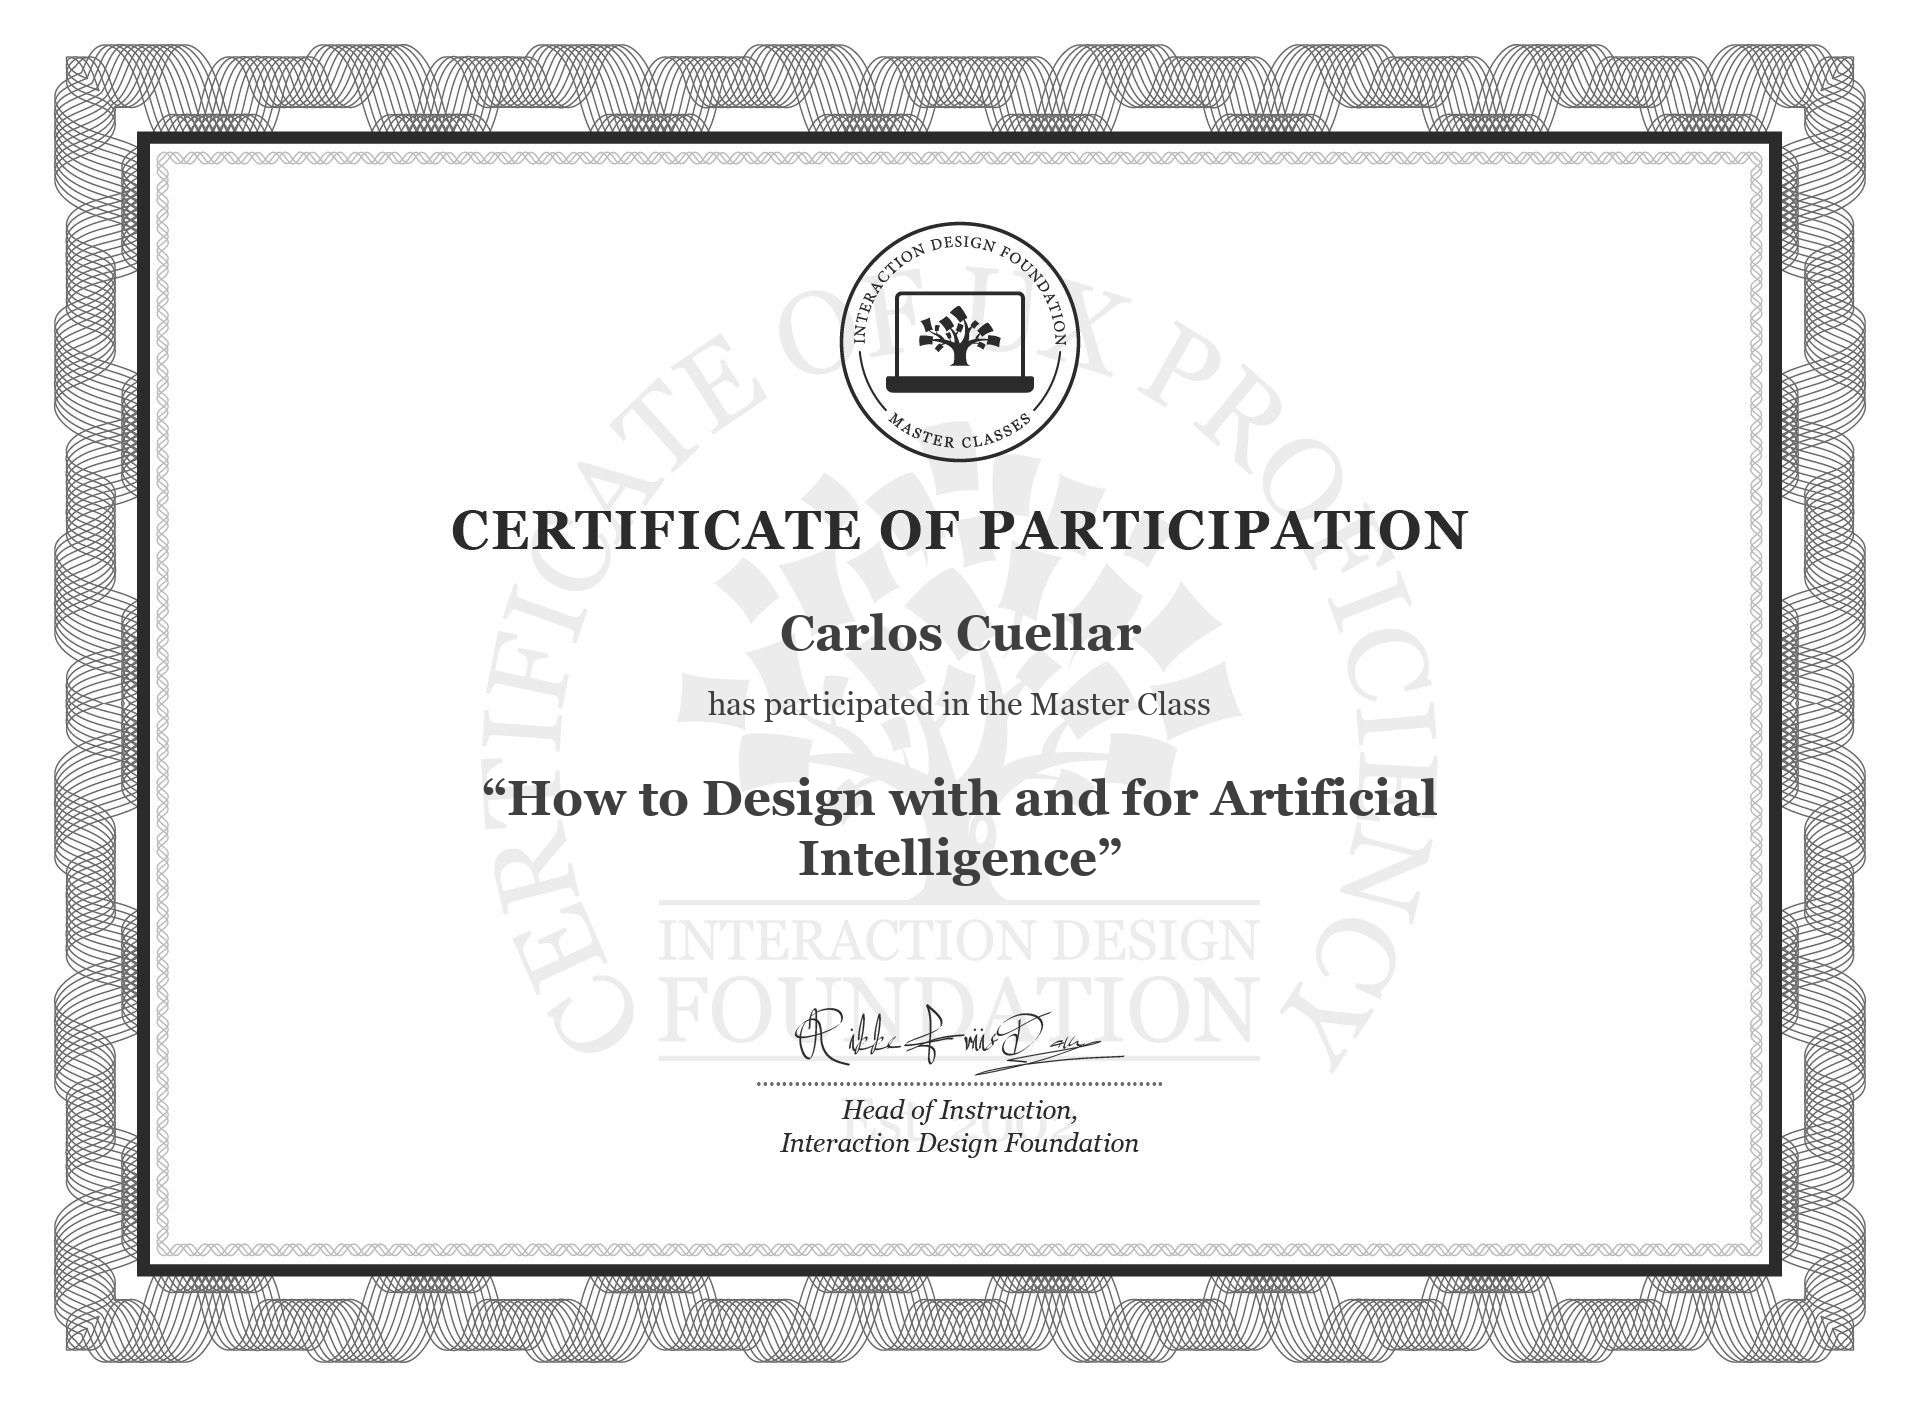 INTERACTION DESIGN FOUNDATION
MASTER CLASSES
CERTIFICATE OF UX PROFICIENCY
CERTIFICATE OF PARTICIPATION
Carlos Cuellar
has participated in the Master Class
“How to Design with and for Artificial
Intelligence”
INTERACTION DESIGN
FOUNDATION
Rikke Friis Dam
Head of Instruction,
Est. 2002
Interaction Design Foundation